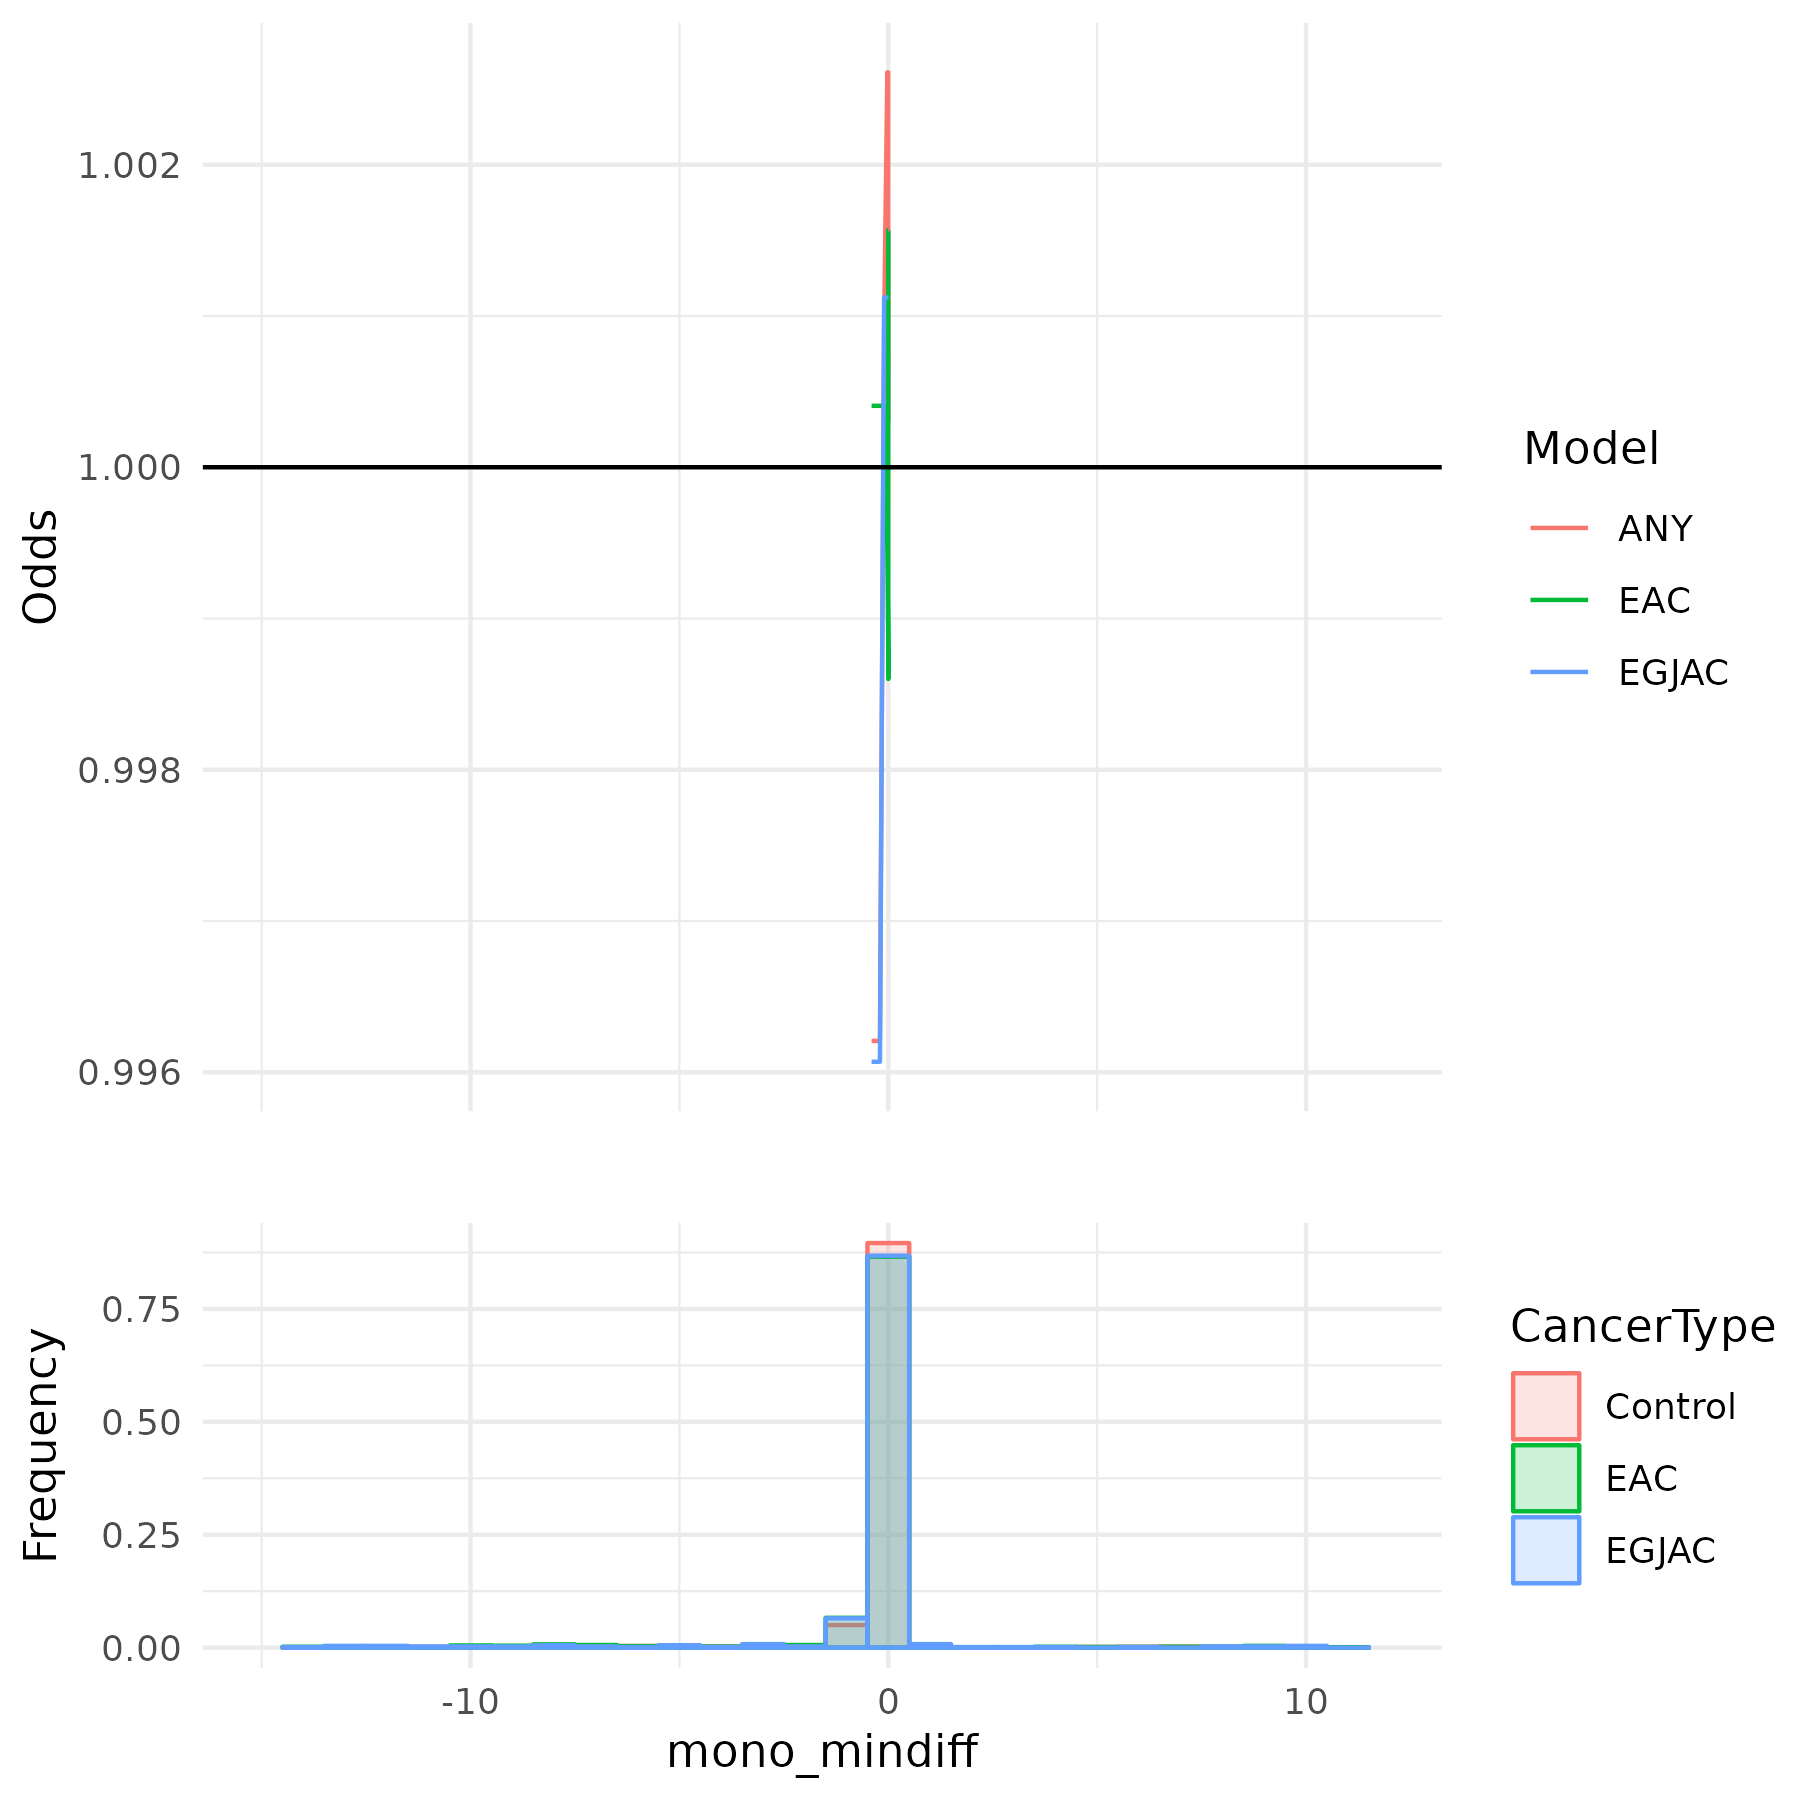 1.002
1.000
0.998
0.996
Odds
Model
ANY
EAC
EGJAC
0.75
0.50
0.25
0.00
Frequency
-10
0
10
mono_mindiff
CancerType
Control
EAC
EGJAC